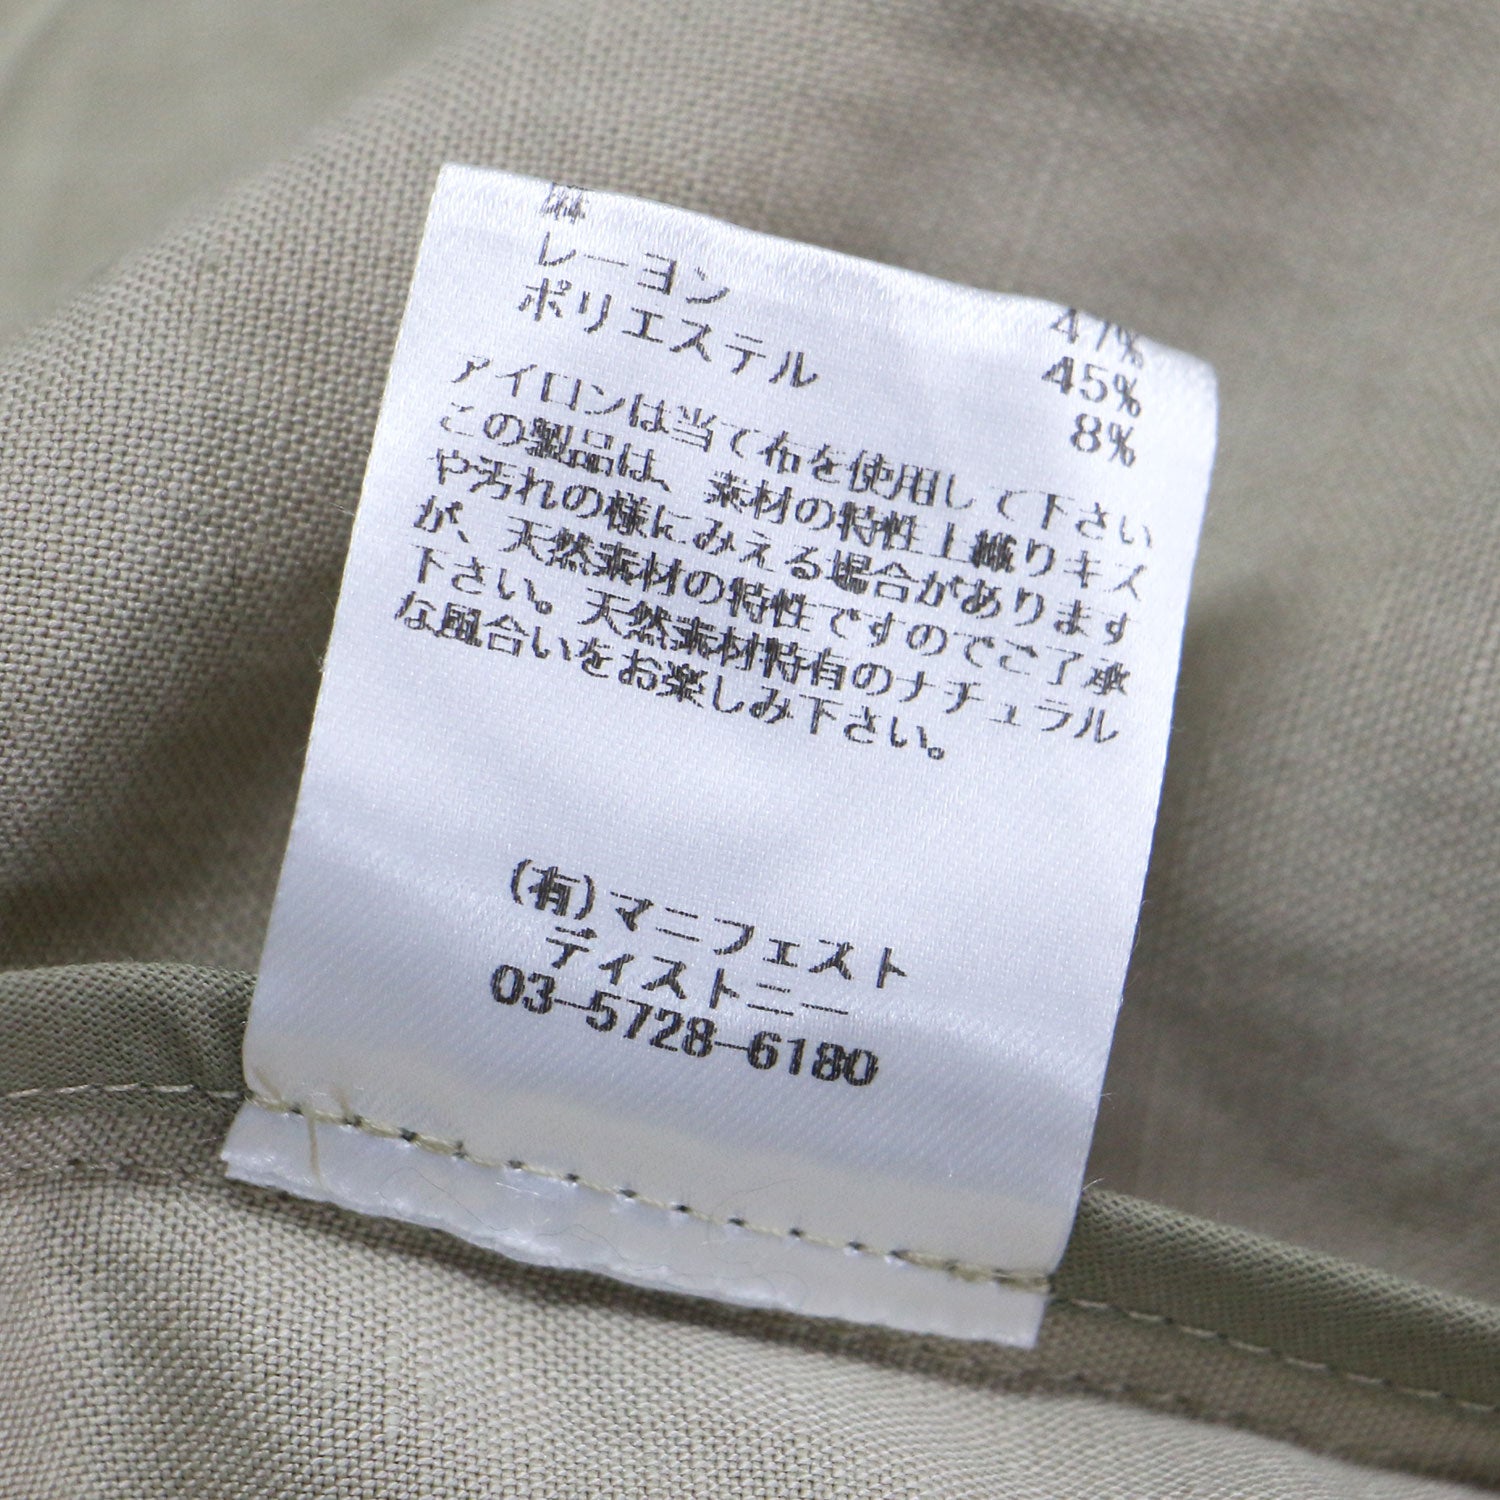 麻 47%
レーヨン 45%
ポリエステル 8%
アイロンは当て布を使用して下さい
この製品は、素材の特性上織りキズ
や汚れの様にみえる場合があります
が、天然素材の特性ですのでご了承
下さい。天然素材特有のナチュラル
な風合いをお楽しみ下さい。
(有)マニフェスト
ディストニー
03-5728-6180